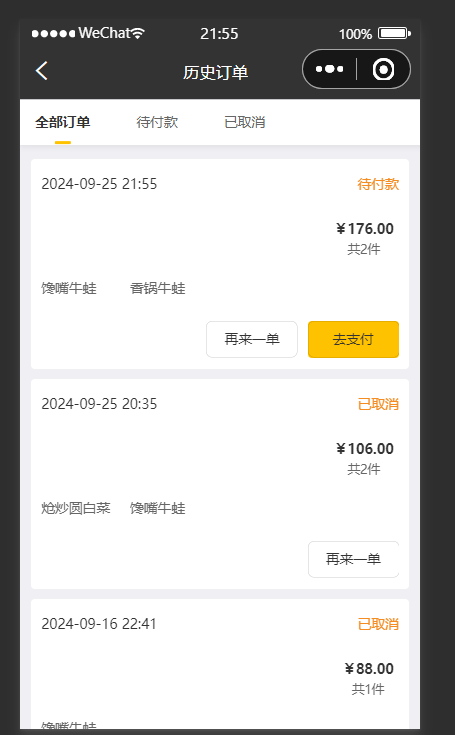 WeChat 21:55 100%
历史订单
全部订单 待付款 已取消
2024-09-25 21:55 待付款
￥176.00
共2件
馋嘴牛蛙 香锅牛蛙
再来一单 去支付
2024-09-25 20:35 已取消
￥106.00
共2件
炝炒圆白菜 馋嘴牛蛙
再来一单
2024-09-16 22:41 已取消
￥88.00
共1件
馋嘴牛蛙